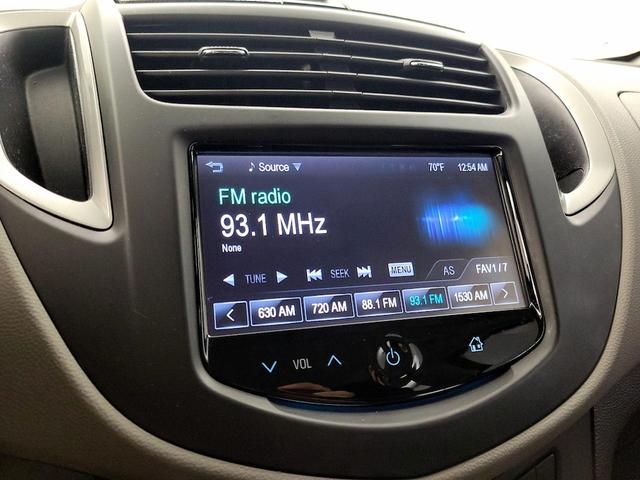 Source 70°F 12:54 AM
FM radio
93.1 MHz
None
TUNE SEEK MENU AS FAV1 / 7
630 AM 720 AM 88.1 FM 93.1 FM 1530 AM
VOL